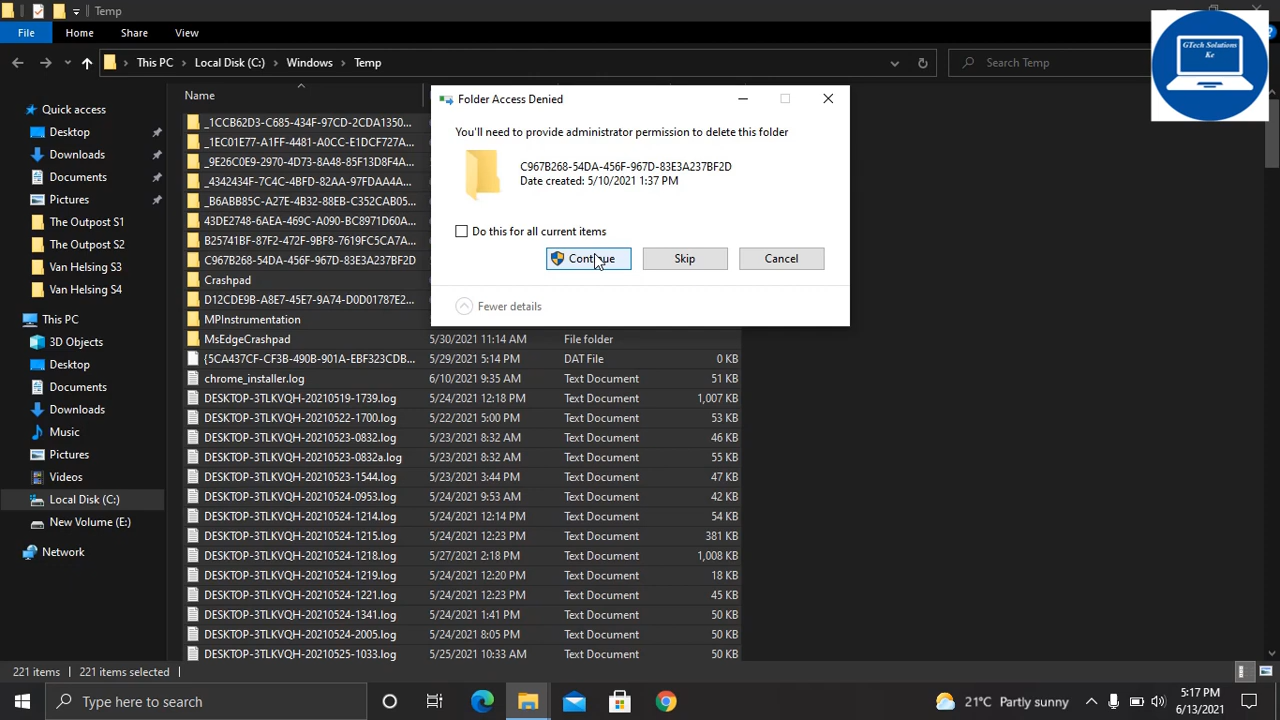 Temp
File Home Share View
This PC Local Disk (C:) Windows Temp
Search Temp
GTech Solutions
Ke
Quick access
Desktop
Downloads
Documents
Pictures
The Outpost S1
The Outpost S2
Van Helsing S3
Van Helsing S4
This PC
3D Objects
Desktop
Documents
Downloads
Music
Pictures
Videos
Local Disk (C:)
New Volume (E:)
Network
Name
_1CCB62D3-C685-434F-97CD-2CDA1350...
_1EC01E77-A1FF-4481-A0CC-E1DCF727A...
_9E26C0E9-2970-4D73-8A48-85F13D8FA...
_4342434F-7C4C-4BFD-8272-945C7FA2A...
_B6ABB85C-A27E-4B32-88EB-C352CAB05...
43DE2748-6AEA-469C-A090-BC8971EBE...
B25741BF-87F2-472F-9BF8-7619FC5AD...
C967B268-54DA-456F-967D-83E3A237BF2D
Crashpad
D12CDE9B-A8E7-45E7-9A74-D0D01787E2...
MPInstrumentation
MsEdgeCrashpad 5/30/2021 11:14 AM File folder
{5CA437CF-CF3B-490B-901A-EBF323CDB... 5/29/2021 5:14 PM DAT File 0 KB
chrome_installer.log 6/10/2021 9:35 AM Text Document 51 KB
DESKTOP-3TLKVQH-20210519-1739.log 5/24/2021 12:18 PM Text Document 1,007 KB
DESKTOP-3TLKVQH-20210522-1700.log 5/22/2021 5:00 PM Text Document 53 KB
DESKTOP-3TLKVQH-20210523-0832.log 5/23/2021 8:32 AM Text Document 46 KB
DESKTOP-3TLKVQH-20210523-0832a.log 5/23/2021 8:32 AM Text Document 55 KB
DESKTOP-3TLKVQH-20210523-1544.log 5/23/2021 3:44 PM Text Document 47 KB
DESKTOP-3TLKVQH-20210524-0953.log 5/24/2021 9:53 AM Text Document 42 KB
DESKTOP-3TLKVQH-20210524-1214.log 5/24/2021 12:14 PM Text Document 54 KB
DESKTOP-3TLKVQH-20210524-1215.log 5/24/2021 12:23 PM Text Document 381 KB
DESKTOP-3TLKVQH-20210524-1218.log 5/27/2021 2:18 PM Text Document 1,008 KB
DESKTOP-3TLKVQH-20210524-1219.log 5/24/2021 12:20 PM Text Document 18 KB
DESKTOP-3TLKVQH-20210524-1221.log 5/24/2021 12:23 PM Text Document 45 KB
DESKTOP-3TLKVQH-20210524-1341.log 5/24/2021 1:41 PM Text Document 50 KB
DESKTOP-3TLKVQH-20210524-2005.log 5/24/2021 8:05 PM Text Document 50 KB
DESKTOP-3TLKVQH-20210525-1033.log 5/25/2021 10:33 AM Text Document 50 KB
Folder Access Denied
You'll need to provide administrator permission to delete this folder
C967B268-54DA-456F-967D-83E3A237BF2D
Date created: 5/10/2021 1:37 PM
Do this for all current items
Continue Skip Cancel
Fewer details
221 items 221 items selected
Type here to search
21°C Partly sunny
5:17 PM
6/13/2021